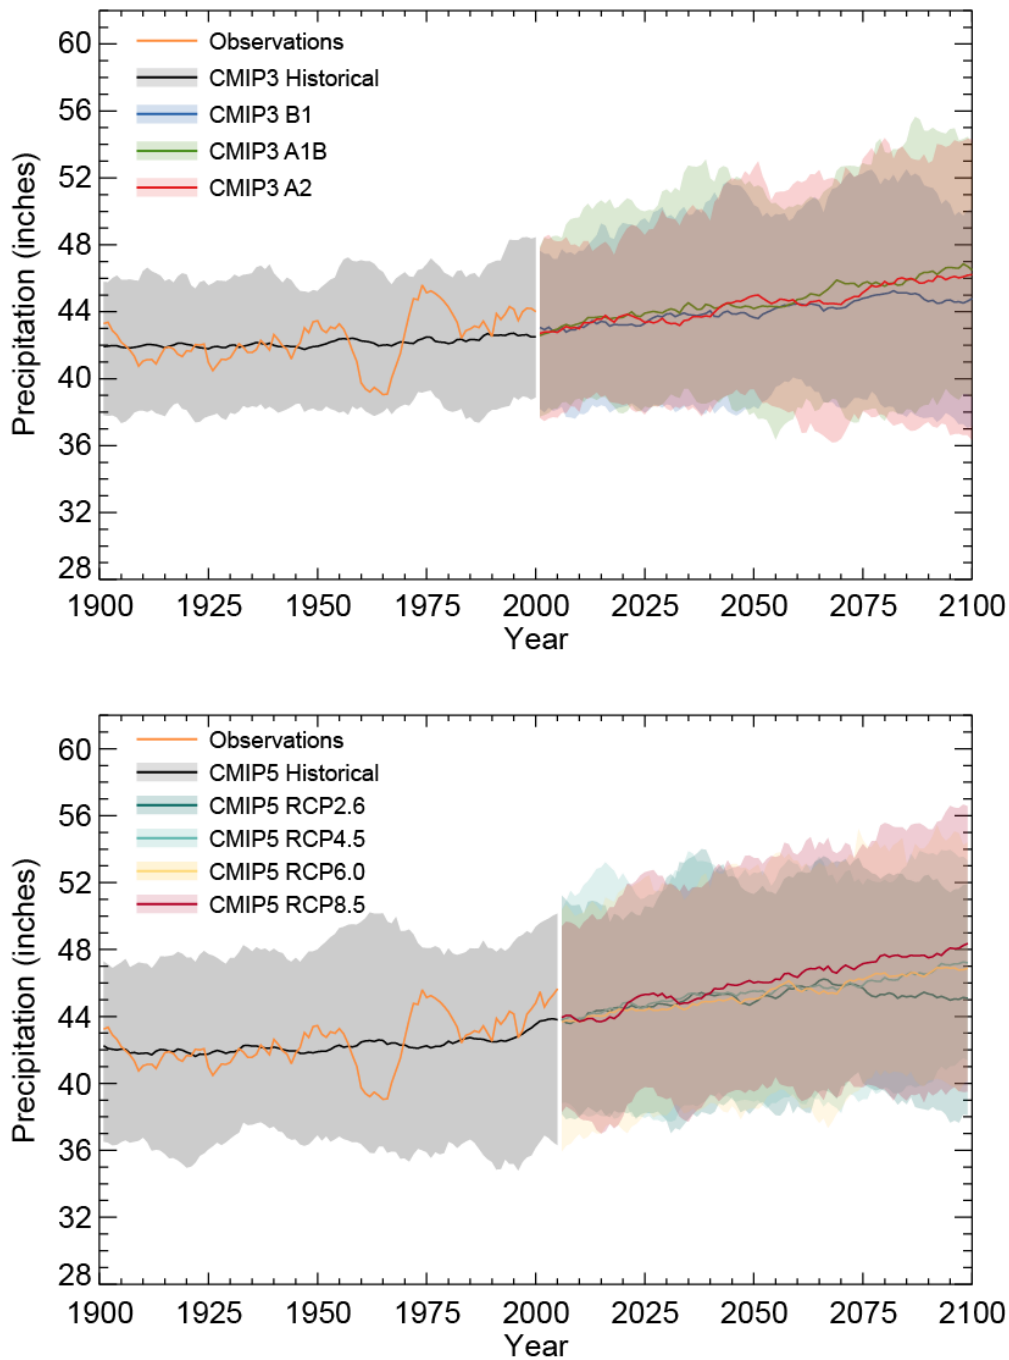 60
56
52
48
44
40
36
32
28
Precipitation (inches)
Observations
CMIP3 Historical
CMIP3 B1
CMIP3 A1B
CMIP3 A2
1900 1925 1950 1975 2000 2025 2050 2075 2100
Year
60
56
52
48
44
40
36
32
28
Precipitation (inches)
Observations
CMIP5 Historical
CMIP5 RCP2.6
CMIP5 RCP4.5
CMIP5 RCP6.0
CMIP5 RCP8.5
1900 1925 1950 1975 2000 2025 2050 2075 2100
Year